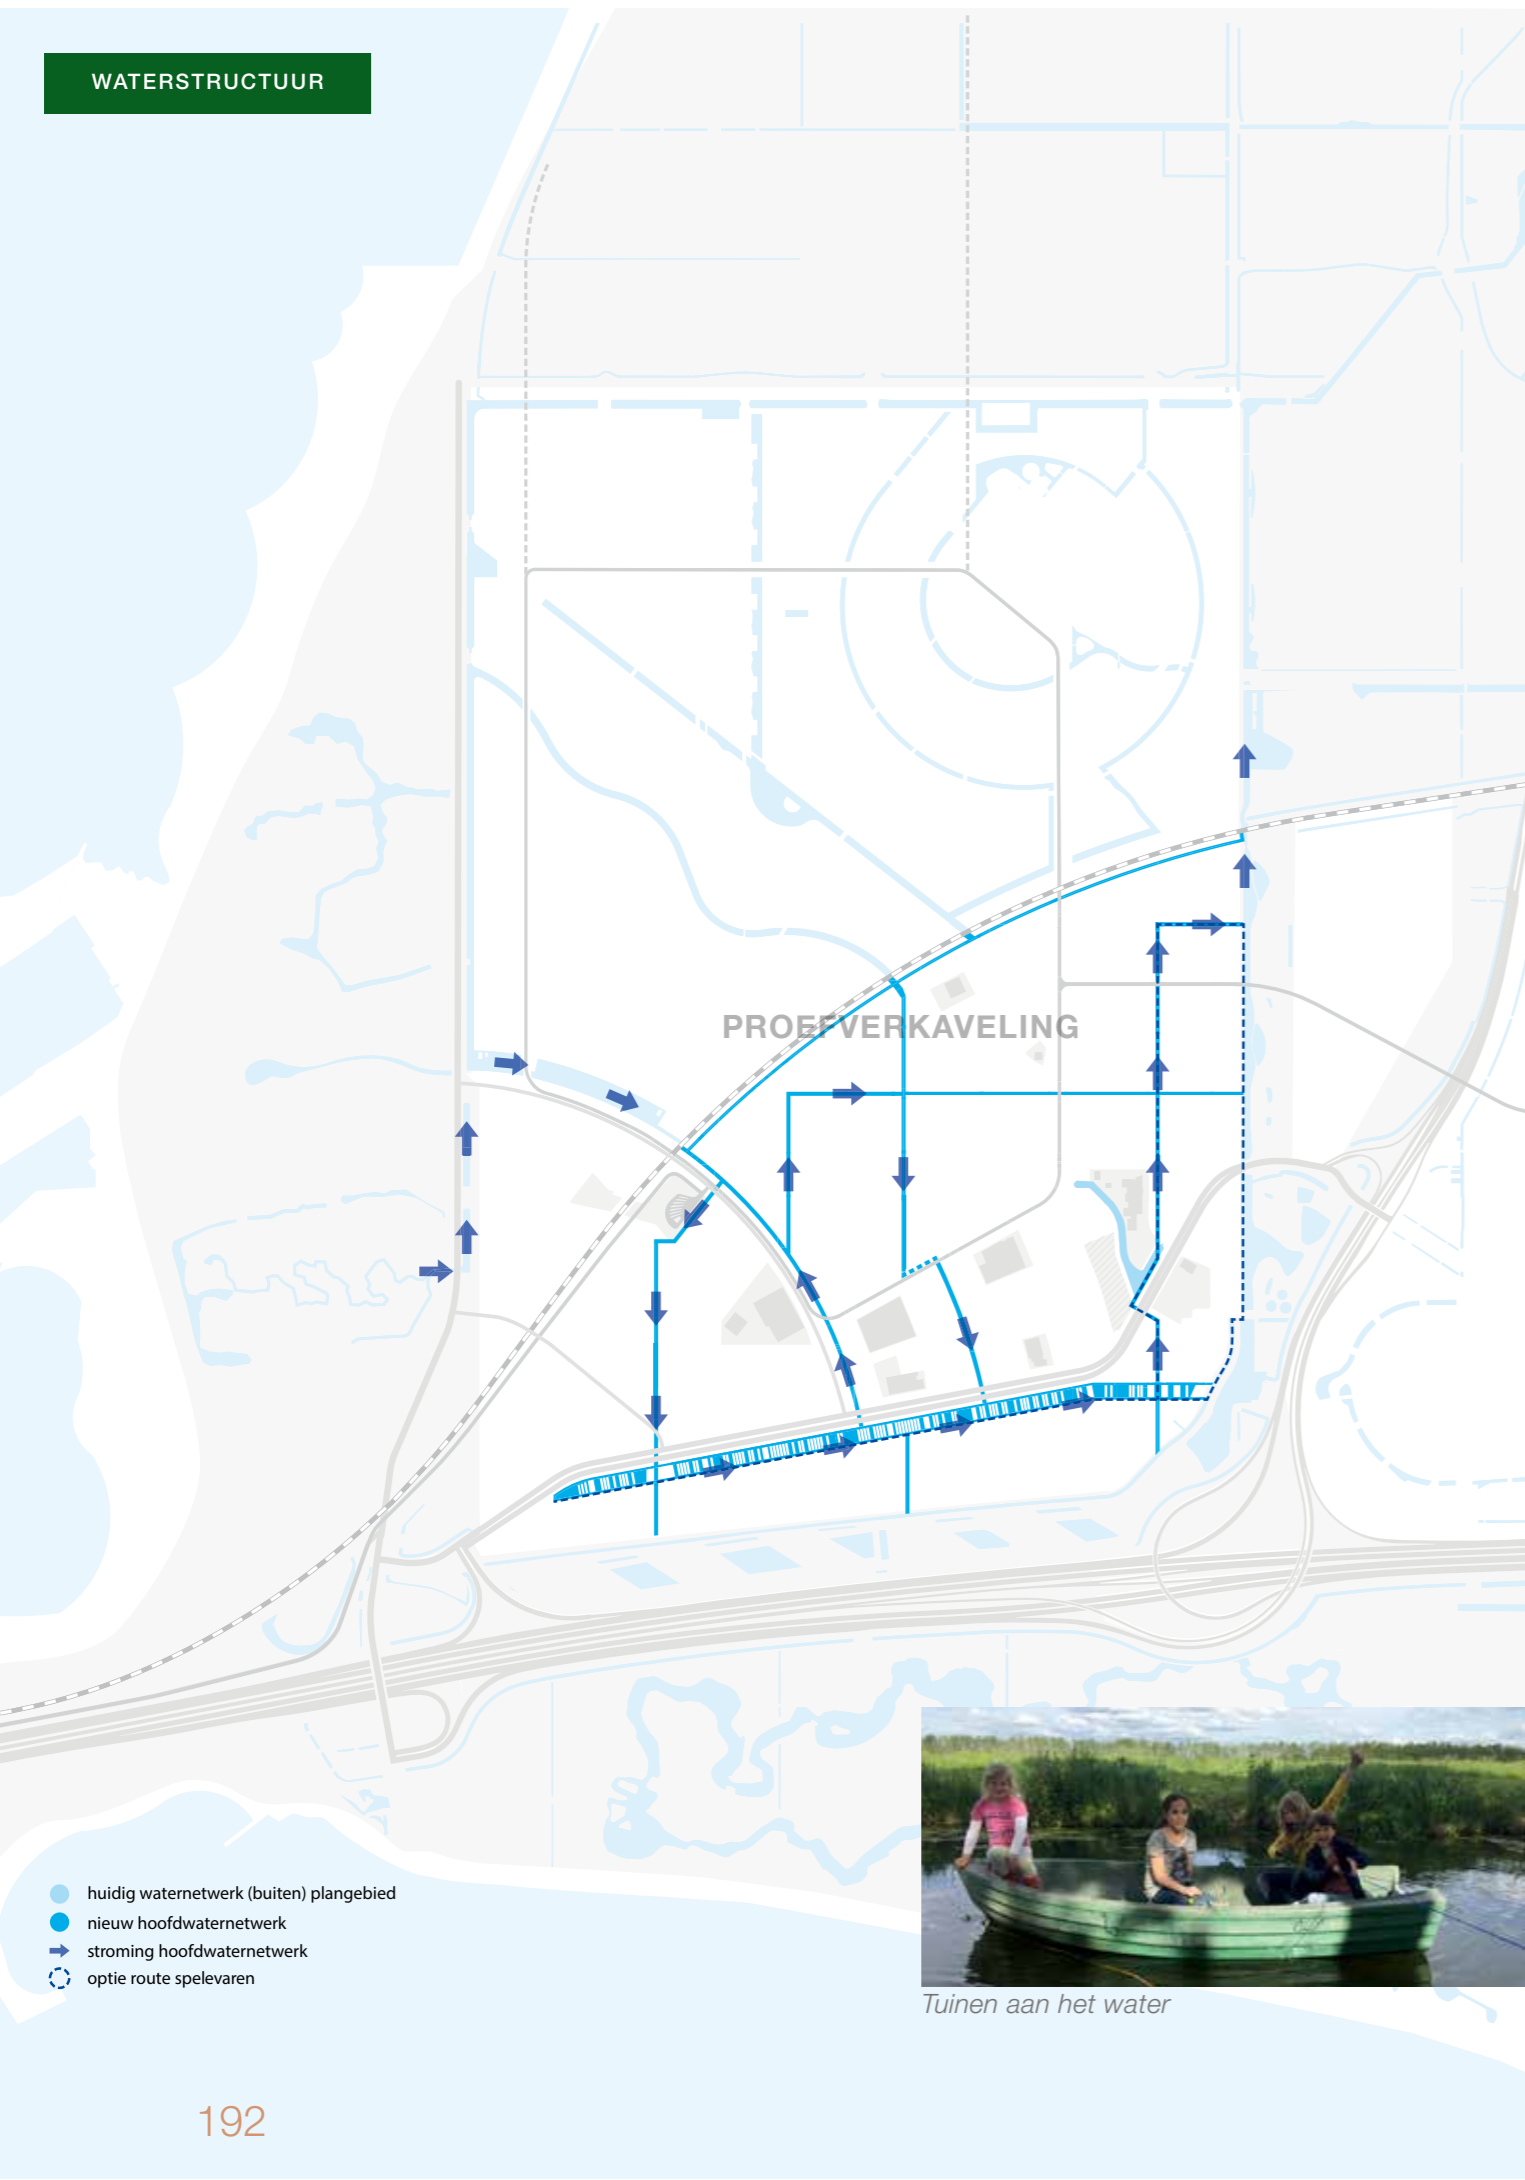 WATERSTRUCTUUR
PROEFVERKAVELING
huidig waternetwerk (buiten) plangebied
nieuw hoofdwaternetwerk
stroming hoofdwaternetwerk
optie route spelevaren
Tuinen aan het water
192